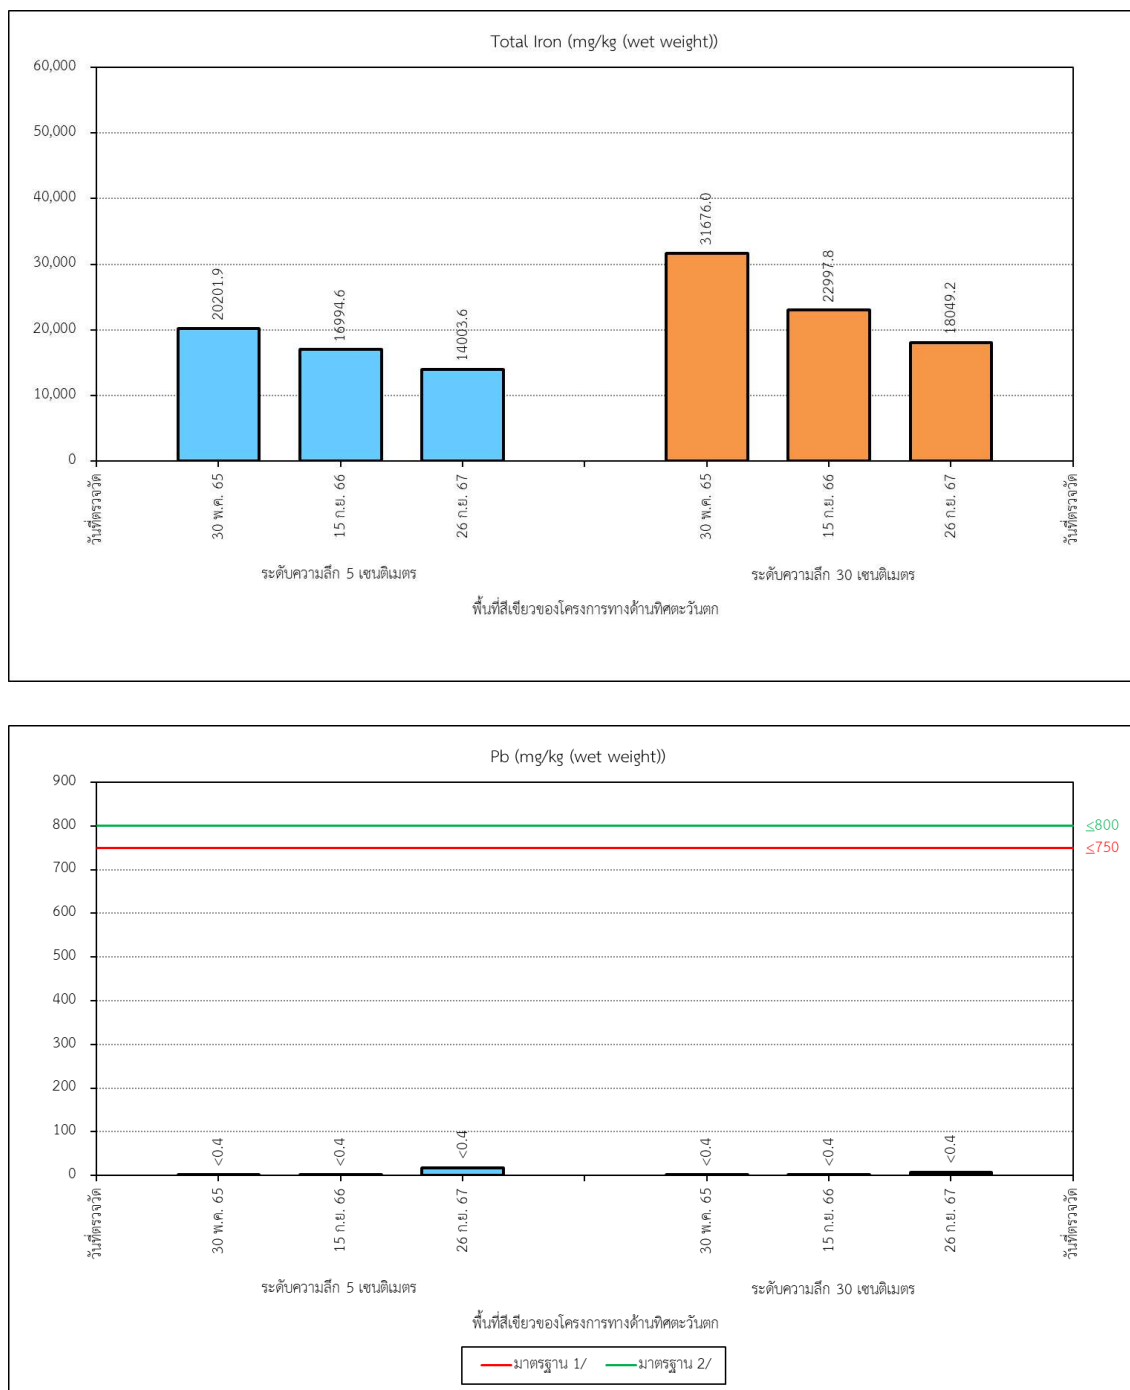 Total Iron (mg/kg (wet weight))
60,000
50,000
40,000
30,000
20,000
10,000
0
20201.9
16994.6
14003.6
31676.0
22997.8
18049.2
วันที่ตรวจวัด
30 พ.ค. 65
15 ก.ย. 66
26 ก.ย. 67
30 พ.ค. 65
15 ก.ย. 66
26 ก.ย. 67
วันที่ตรวจวัด
ระดับความลึก 5 เซนติเมตร
ระดับความลึก 30 เซนติเมตร
พื้นที่สีเขียวของโครงการทางด้านทิศตะวันตก
Pb (mg/kg (wet weight))
900
800
700
600
500
400
300
200
100
0
≤800
≤750
<0.4
<0.4
<0.4
<0.4
<0.4
<0.4
วันที่ตรวจวัด
30 พ.ค. 65
15 ก.ย. 66
26 ก.ย. 67
30 พ.ค. 65
15 ก.ย. 66
26 ก.ย. 67
วันที่ตรวจวัด
ระดับความลึก 5 เซนติเมตร
ระดับความลึก 30 เซนติเมตร
พื้นที่สีเขียวของโครงการทางด้านทิศตะวันตก
มาตรฐาน 1/
มาตรฐาน 2/